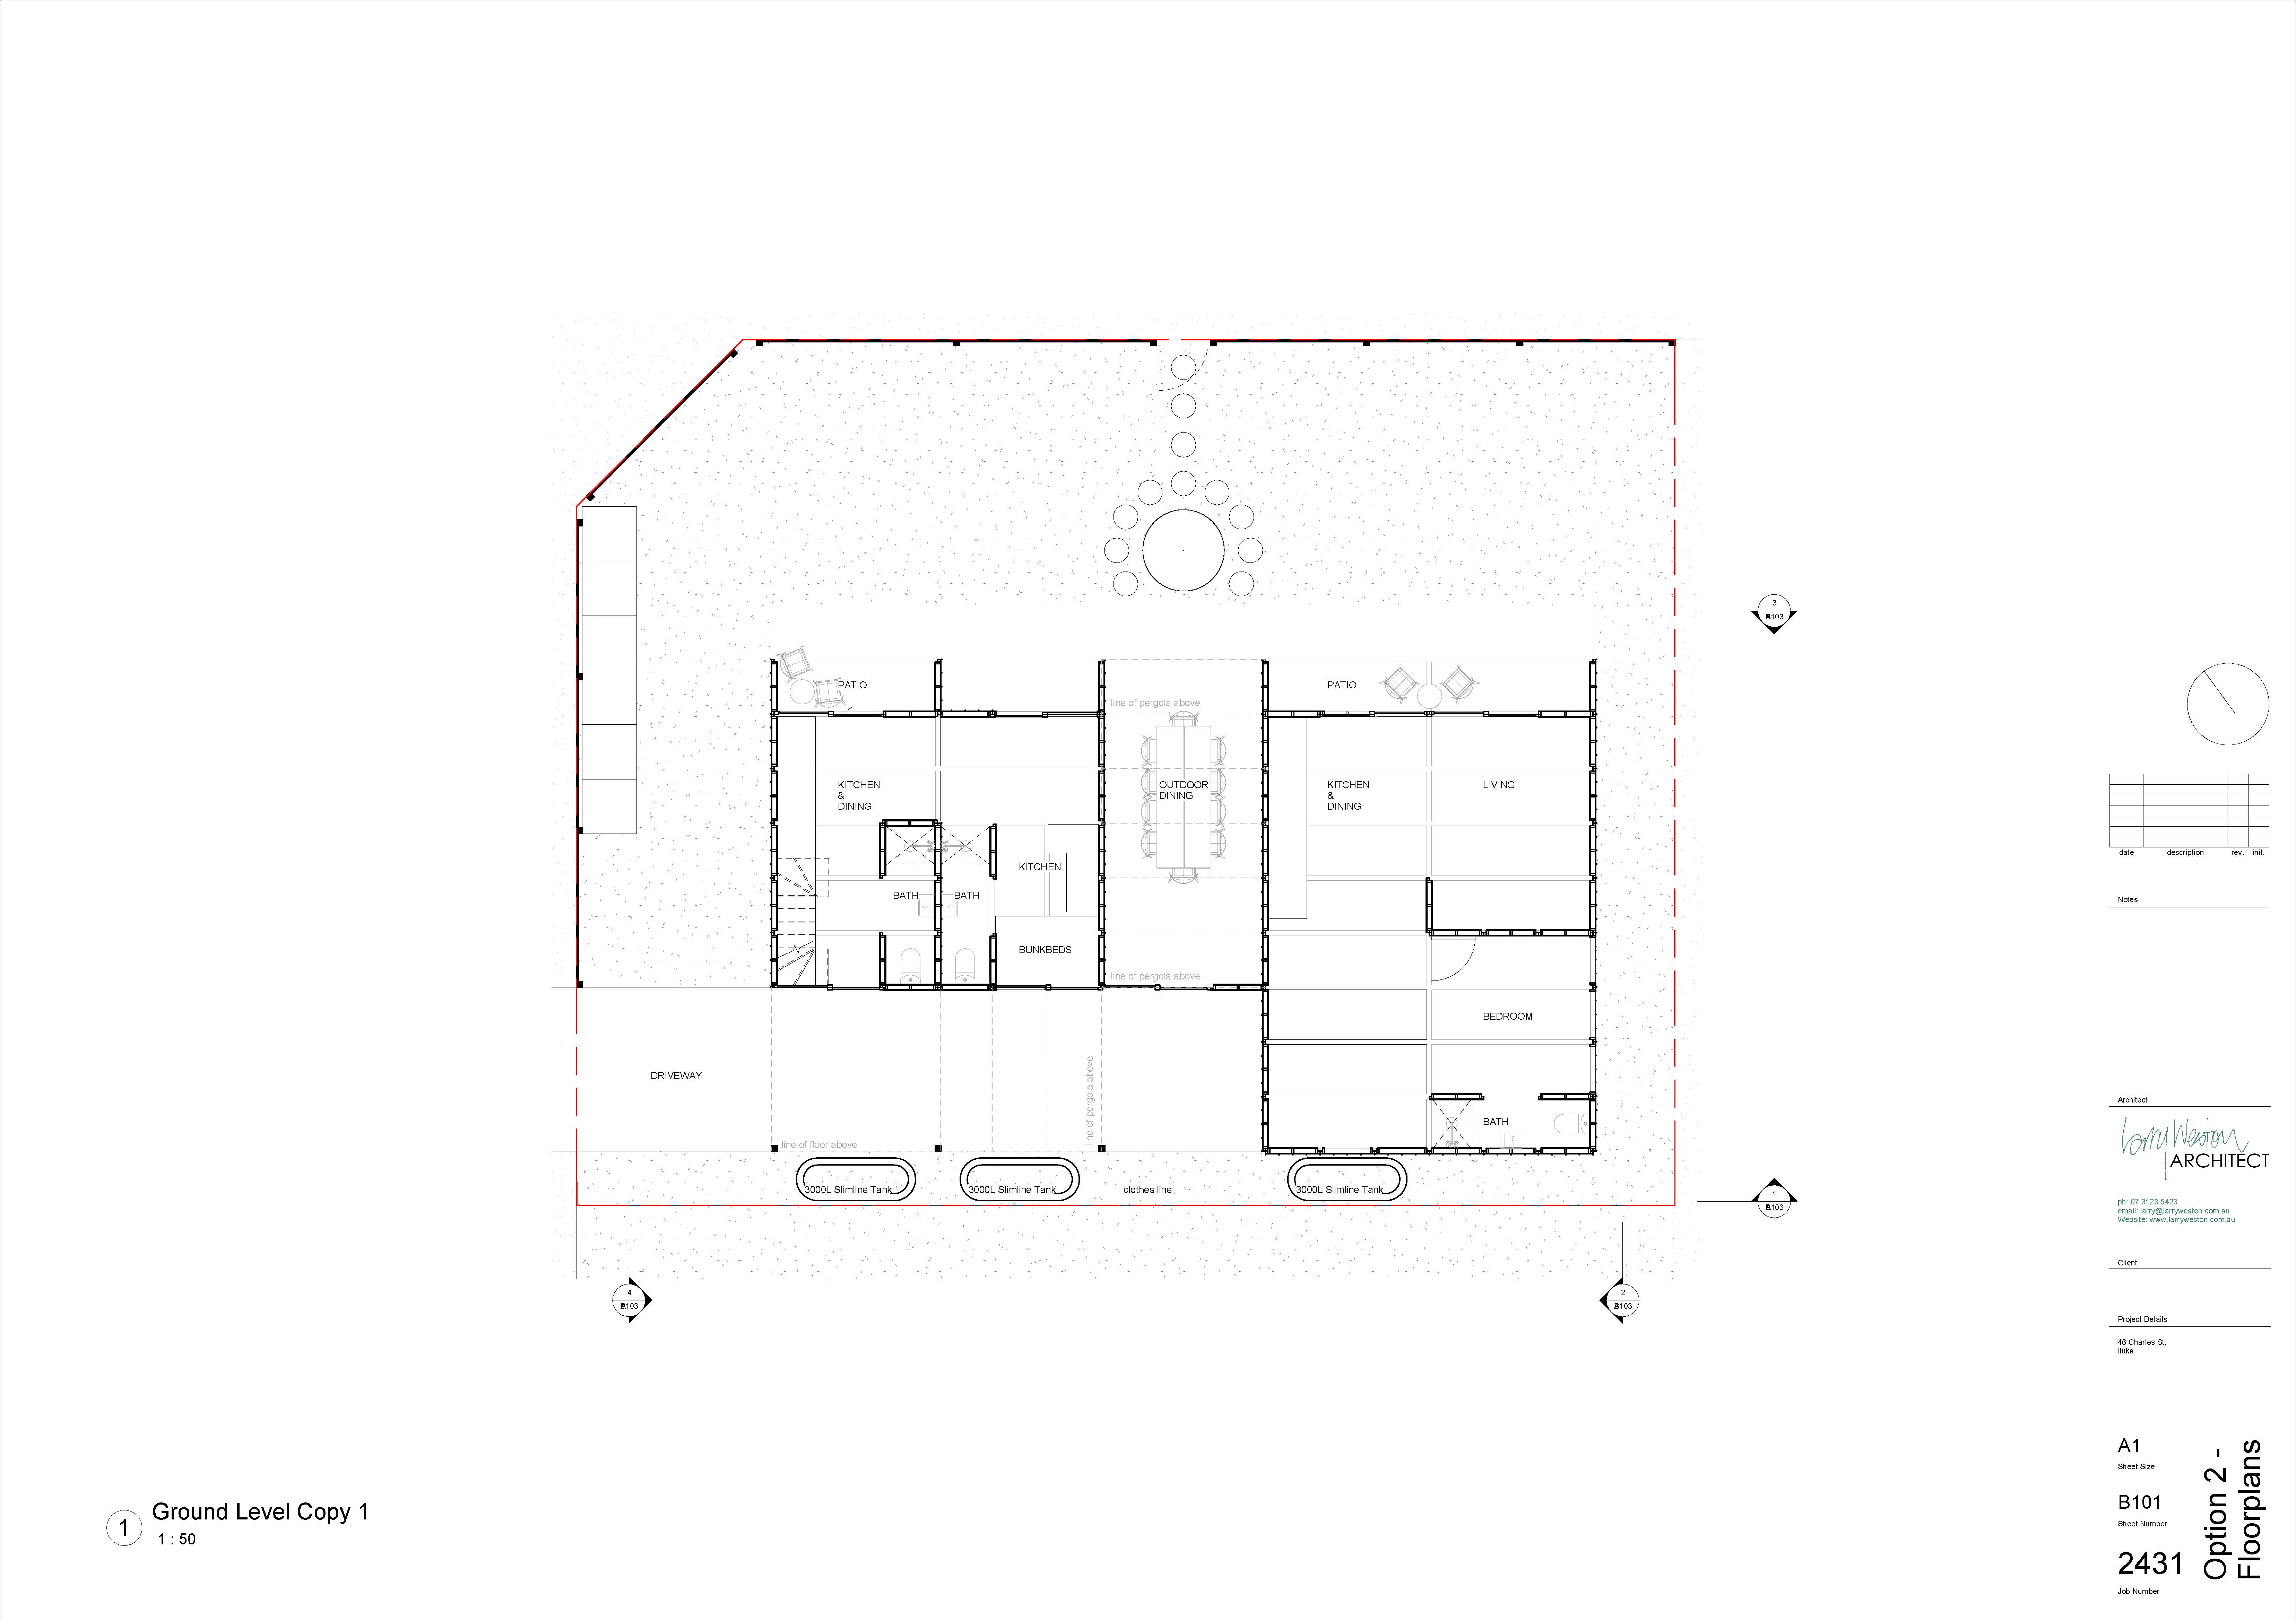 3
B103
PATIO
PATIO
line of pergola above
KITCHEN
&
DINING
OUTDOOR
DINING
KITCHEN
&
DINING
LIVING
date description rev. init.
KITCHEN
BATH
BATH
Notes
BUNKBEDS
line of pergola above
BEDROOM
DRIVEWAY
line of pergola above
Architect
BATH
line of floor above
Larry Weston
ARCHITECT
3000L Slimline Tank
3000L Slimline Tank
clothes line
3000L Slimline Tank
1
B103
ph: 07 3123 5423
email: larry@larryweston.com.au
Website: www.larryweston.com.au
Client
4
B103
2
B103
Project Details
46 Charles St,
Iluka
A1
Sheet Size
B101
Sheet Number
2431
Job Number
Option 2 -
Floorplans
1
Ground Level Copy 1
1 : 50